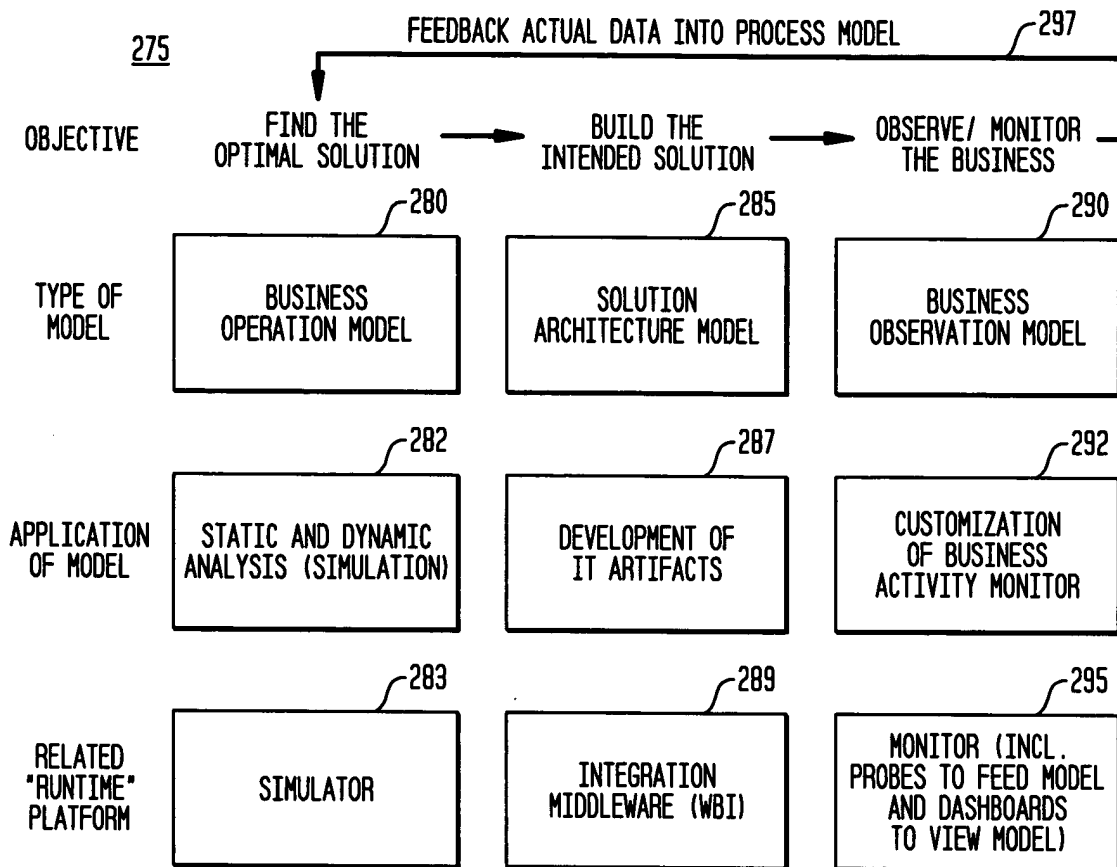 FEEDBACK ACTUAL DATA INTO PROCESS MODEL
297
275
OBJECTIVE
FIND THE
OPTIMAL SOLUTION
BUILD THE
INTENDED SOLUTION
OBSERVE/ MONITOR
THE BUSINESS
280
285
290
TYPE OF
MODEL
BUSINESS
OPERATION MODEL
SOLUTION
ARCHITECTURE MODEL
BUSINESS
OBSERVATION MODEL
282
287
292
APPLICATION
OF MODEL
STATIC AND DYNAMIC
ANALYSIS (SIMULATION)
DEVELOPMENT OF
IT ARTIFACTS
CUSTOMIZATION
OF BUSINESS
ACTIVITY MONITOR
283
289
295
RELATED
"RUNTIME"
PLATFORM
SIMULATOR
INTEGRATION
MIDDLEWARE (WBI)
MONITOR (INCL.
PROBES TO FEED MODEL
AND DASHBOARDS
TO VIEW MODEL)